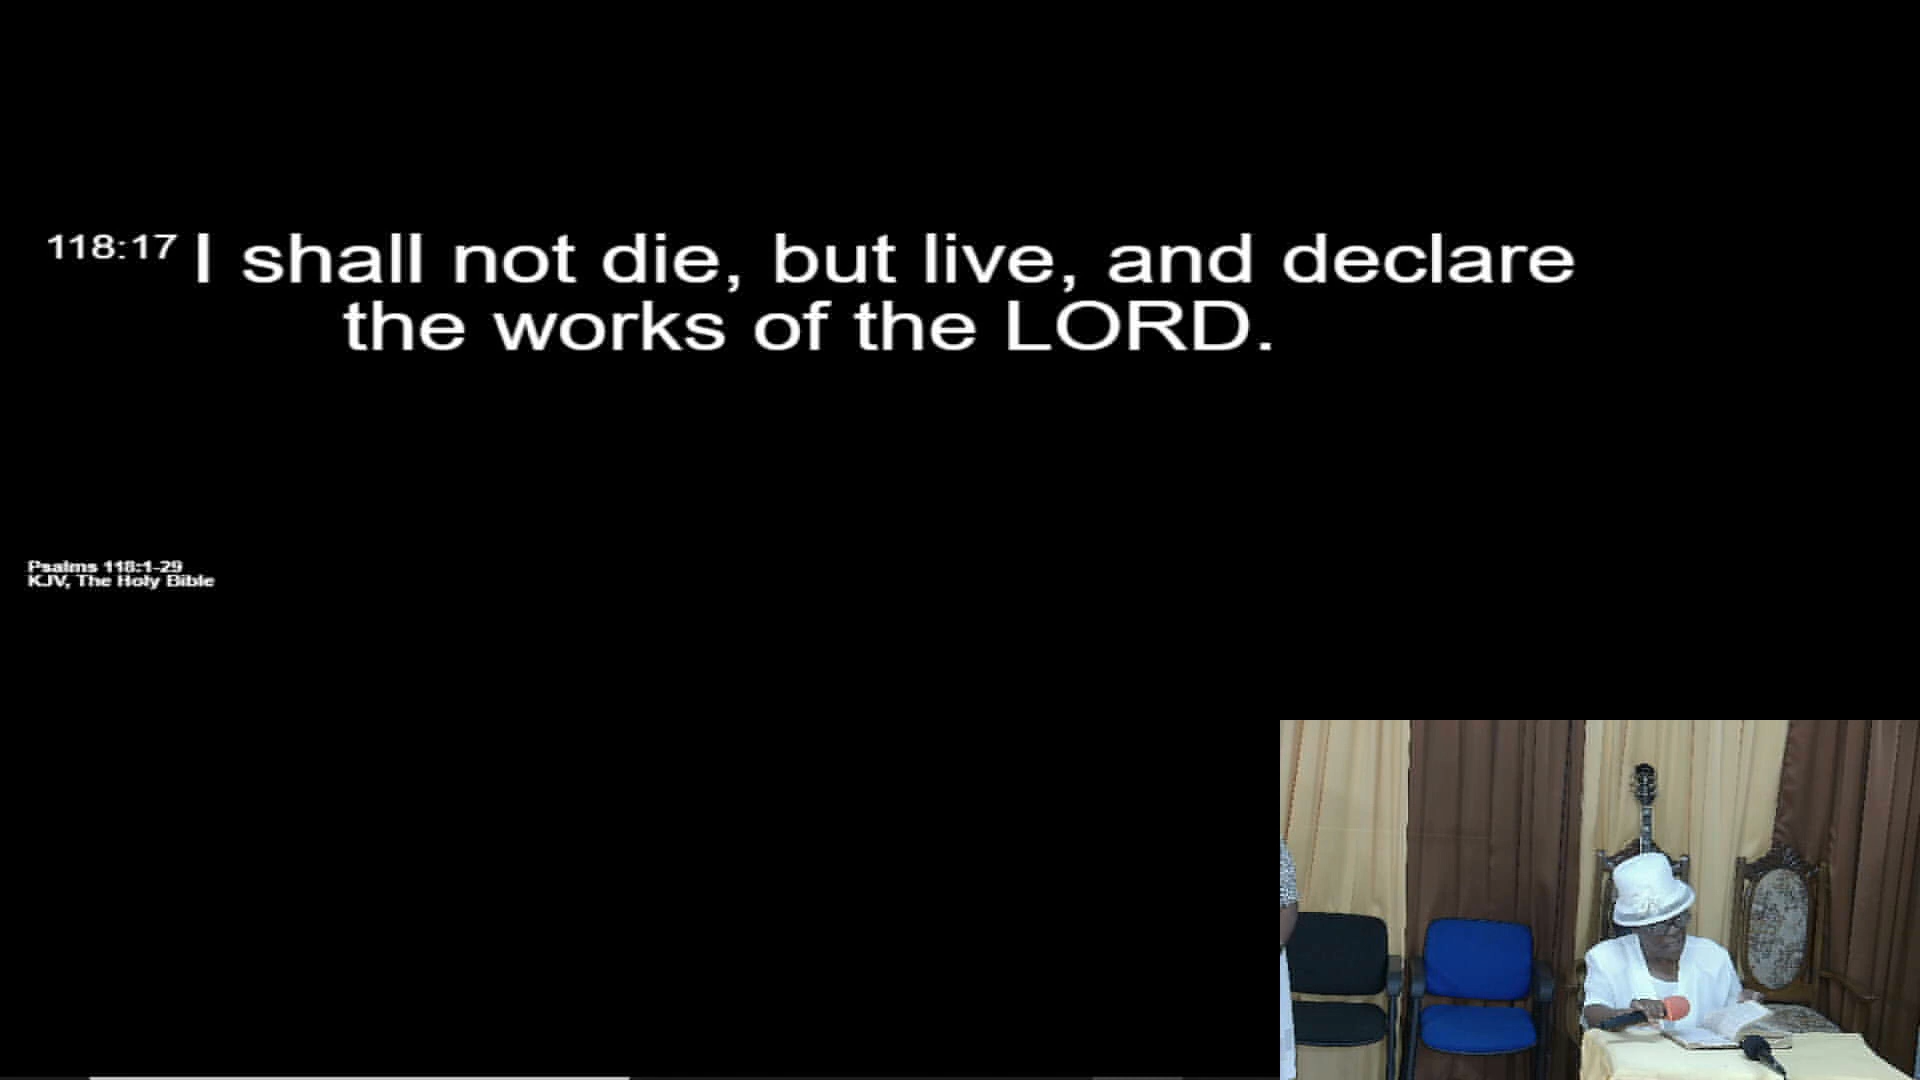 118:17 I shall not die, but live, and declare
the works of the LORD.
Psalms 118:1-29
KJV, The Holy Bible